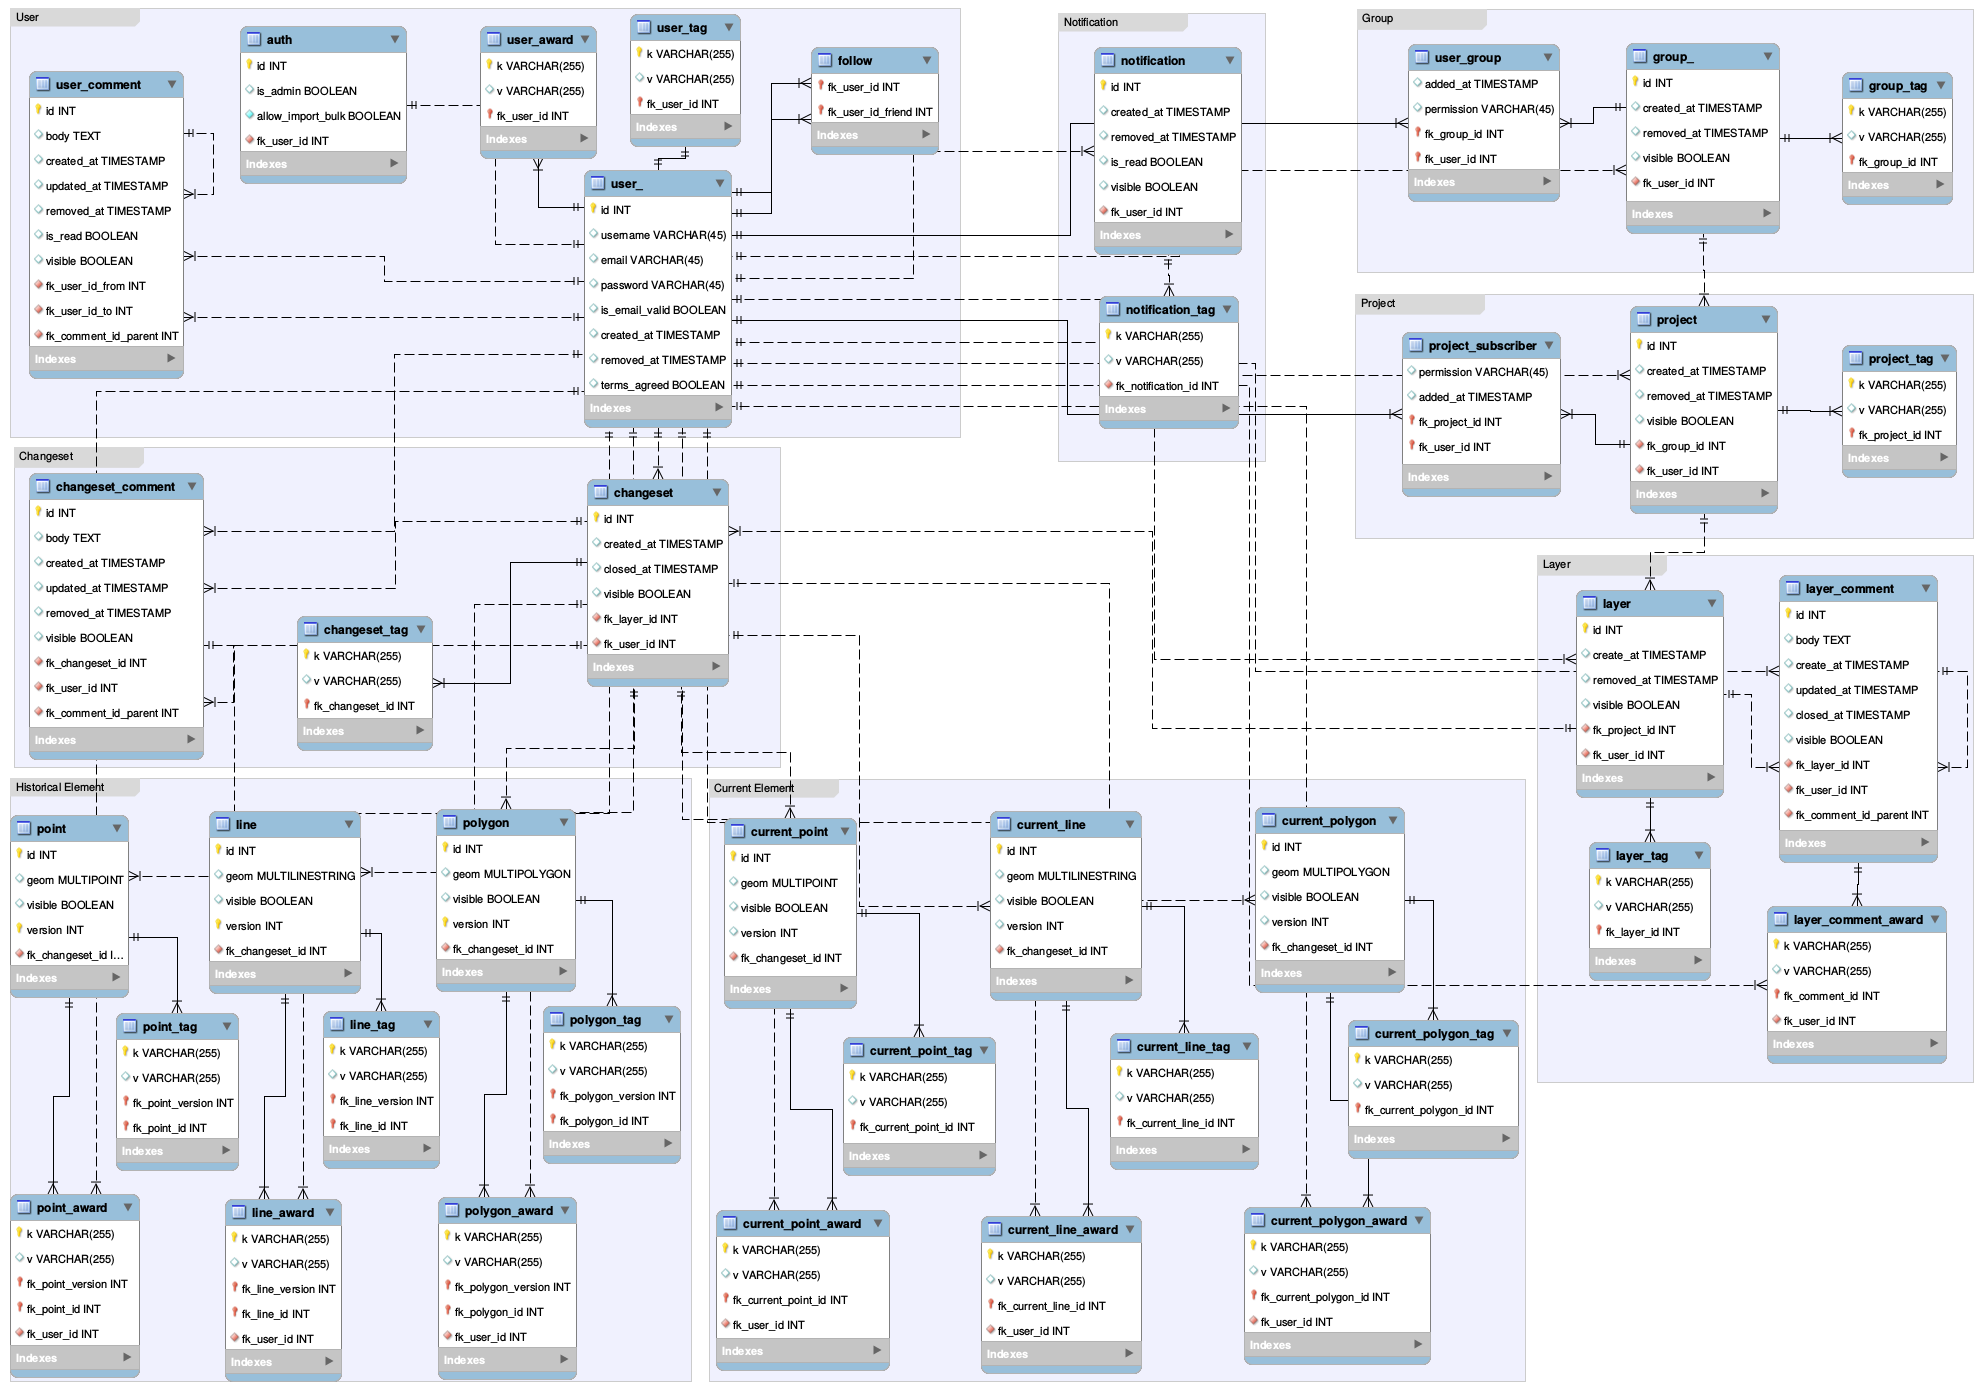 User
user_comment
id INT
body TEXT
created_at TIMESTAMP
updated_at TIMESTAMP
removed_at TIMESTAMP
is_read BOOLEAN
visible BOOLEAN
fk_user_id_from INT
fk_user_id_to INT
fk_comment_id_parent INT
Indexes
auth
id INT
is_admin BOOLEAN
allow_import_bulk BOOLEAN
fk_user_id INT
Indexes
user_award
k VARCHAR(255)
v VARCHAR(255)
fk_user_id INT
Indexes
user_tag
k VARCHAR(255)
v VARCHAR(255)
fk_user_id INT
Indexes
follow
fk_user_id INT
fk_user_id_friend INT
Indexes
user_
id INT
username VARCHAR(45)
email VARCHAR(45)
password VARCHAR(45)
is_email_valid BOOLEAN
created_at TIMESTAMP
removed_at TIMESTAMP
terms_agreed BOOLEAN
Indexes
Notification
notification
id INT
created_at TIMESTAMP
removed_at TIMESTAMP
is_read BOOLEAN
visible BOOLEAN
fk_user_id INT
Indexes
notification_tag
k VARCHAR(255)
v VARCHAR(255)
fk_notification_id INT
Indexes
Group
user_group
added_at TIMESTAMP
permission VARCHAR(45)
fk_group_id INT
fk_user_id INT
Indexes
group_
id INT
created_at TIMESTAMP
removed_at TIMESTAMP
visible BOOLEAN
fk_user_id INT
Indexes
group_tag
k VARCHAR(255)
v VARCHAR(255)
fk_group_id INT
Indexes
Project
project_subscriber
permission VARCHAR(45)
added_at TIMESTAMP
fk_project_id INT
fk_user_id INT
Indexes
project
id INT
created_at TIMESTAMP
removed_at TIMESTAMP
visible BOOLEAN
fk_group_id INT
fk_user_id INT
Indexes
project_tag
k VARCHAR(255)
v VARCHAR(255)
fk_project_id INT
Indexes
Changeset
changeset_comment
id INT
body TEXT
created_at TIMESTAMP
updated_at TIMESTAMP
removed_at TIMESTAMP
visible BOOLEAN
fk_changeset_id INT
fk_user_id INT
fk_comment_id_parent INT
Indexes
changeset_tag
k VARCHAR(255)
v VARCHAR(255)
fk_changeset_id INT
Indexes
changeset
id INT
created_at TIMESTAMP
closed_at TIMESTAMP
visible BOOLEAN
fk_layer_id INT
fk_user_id INT
Indexes
Layer
layer
id INT
create_at TIMESTAMP
removed_at TIMESTAMP
visible BOOLEAN
fk_project_id INT
fk_user_id INT
Indexes
layer_comment
id INT
body TEXT
create_at TIMESTAMP
updated_at TIMESTAMP
closed_at TIMESTAMP
visible BOOLEAN
fk_layer_id INT
fk_user_id INT
fk_comment_id_parent INT
Indexes
layer_tag
k VARCHAR(255)
v VARCHAR(255)
fk_layer_id INT
Indexes
layer_comment_award
k VARCHAR(255)
v VARCHAR(255)
fk_comment_id INT
fk_user_id INT
Indexes
Historical Element
point
id INT
geom MULTIPOINT
visible BOOLEAN
version INT
fk_changeset_id I...
Indexes
line
id INT
geom MULTILINESTRING
visible BOOLEAN
version INT
fk_changeset_id INT
Indexes
polygon
id INT
geom MULTIPOLYGON
visible BOOLEAN
version INT
fk_changeset_id INT
Indexes
point_tag
k VARCHAR(255)
v VARCHAR(255)
fk_point_version INT
fk_point_id INT
Indexes
line_tag
k VARCHAR(255)
v VARCHAR(255)
fk_line_version INT
fk_line_id INT
Indexes
polygon_tag
k VARCHAR(255)
v VARCHAR(255)
fk_polygon_version INT
fk_polygon_id INT
Indexes
point_award
k VARCHAR(255)
v VARCHAR(255)
fk_point_version INT
fk_point_id INT
fk_user_id INT
Indexes
line_award
k VARCHAR(255)
v VARCHAR(255)
fk_line_version INT
fk_line_id INT
fk_user_id INT
Indexes
polygon_award
k VARCHAR(255)
v VARCHAR(255)
fk_polygon_version INT
fk_polygon_id INT
fk_user_id INT
Indexes
Current Element
current_point
id INT
geom MULTIPOINT
visible BOOLEAN
version INT
fk_changeset_id INT
Indexes
current_line
id INT
geom MULTILINESTRING
visible BOOLEAN
version INT
fk_changeset_id INT
Indexes
current_polygon
id INT
geom MULTIPOLYGON
visible BOOLEAN
version INT
fk_changeset_id INT
Indexes
current_point_tag
k VARCHAR(255)
v VARCHAR(255)
fk_current_point_id INT
Indexes
current_line_tag
k VARCHAR(255)
v VARCHAR(255)
fk_current_line_id INT
Indexes
current_polygon_tag
k VARCHAR(255)
v VARCHAR(255)
fk_current_polygon_id INT
Indexes
current_point_award
k VARCHAR(255)
v VARCHAR(255)
fk_current_point_id INT
fk_user_id INT
Indexes
current_line_award
k VARCHAR(255)
v VARCHAR(255)
fk_current_line_id INT
fk_user_id INT
Indexes
current_polygon_award
k VARCHAR(255)
v VARCHAR(255)
fk_current_polygon_id INT
fk_user_id INT
Indexes